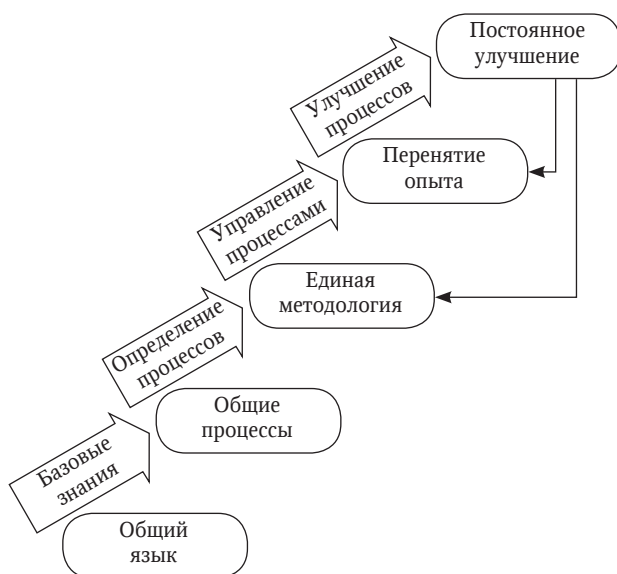 Постоянное
улучшение
Улучшение
процессов
Перенятие
опыта
Управление
процессами
Единая
методология
Определение
процессов
Общие
процессы
Базовые
знания
Общий
язык